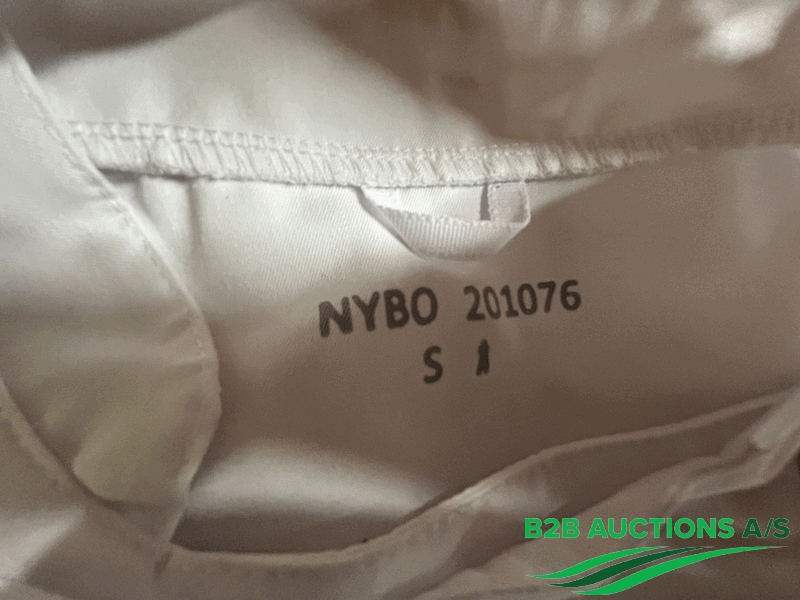 NYBO 201076
S
B2B AUCTIONS A/S